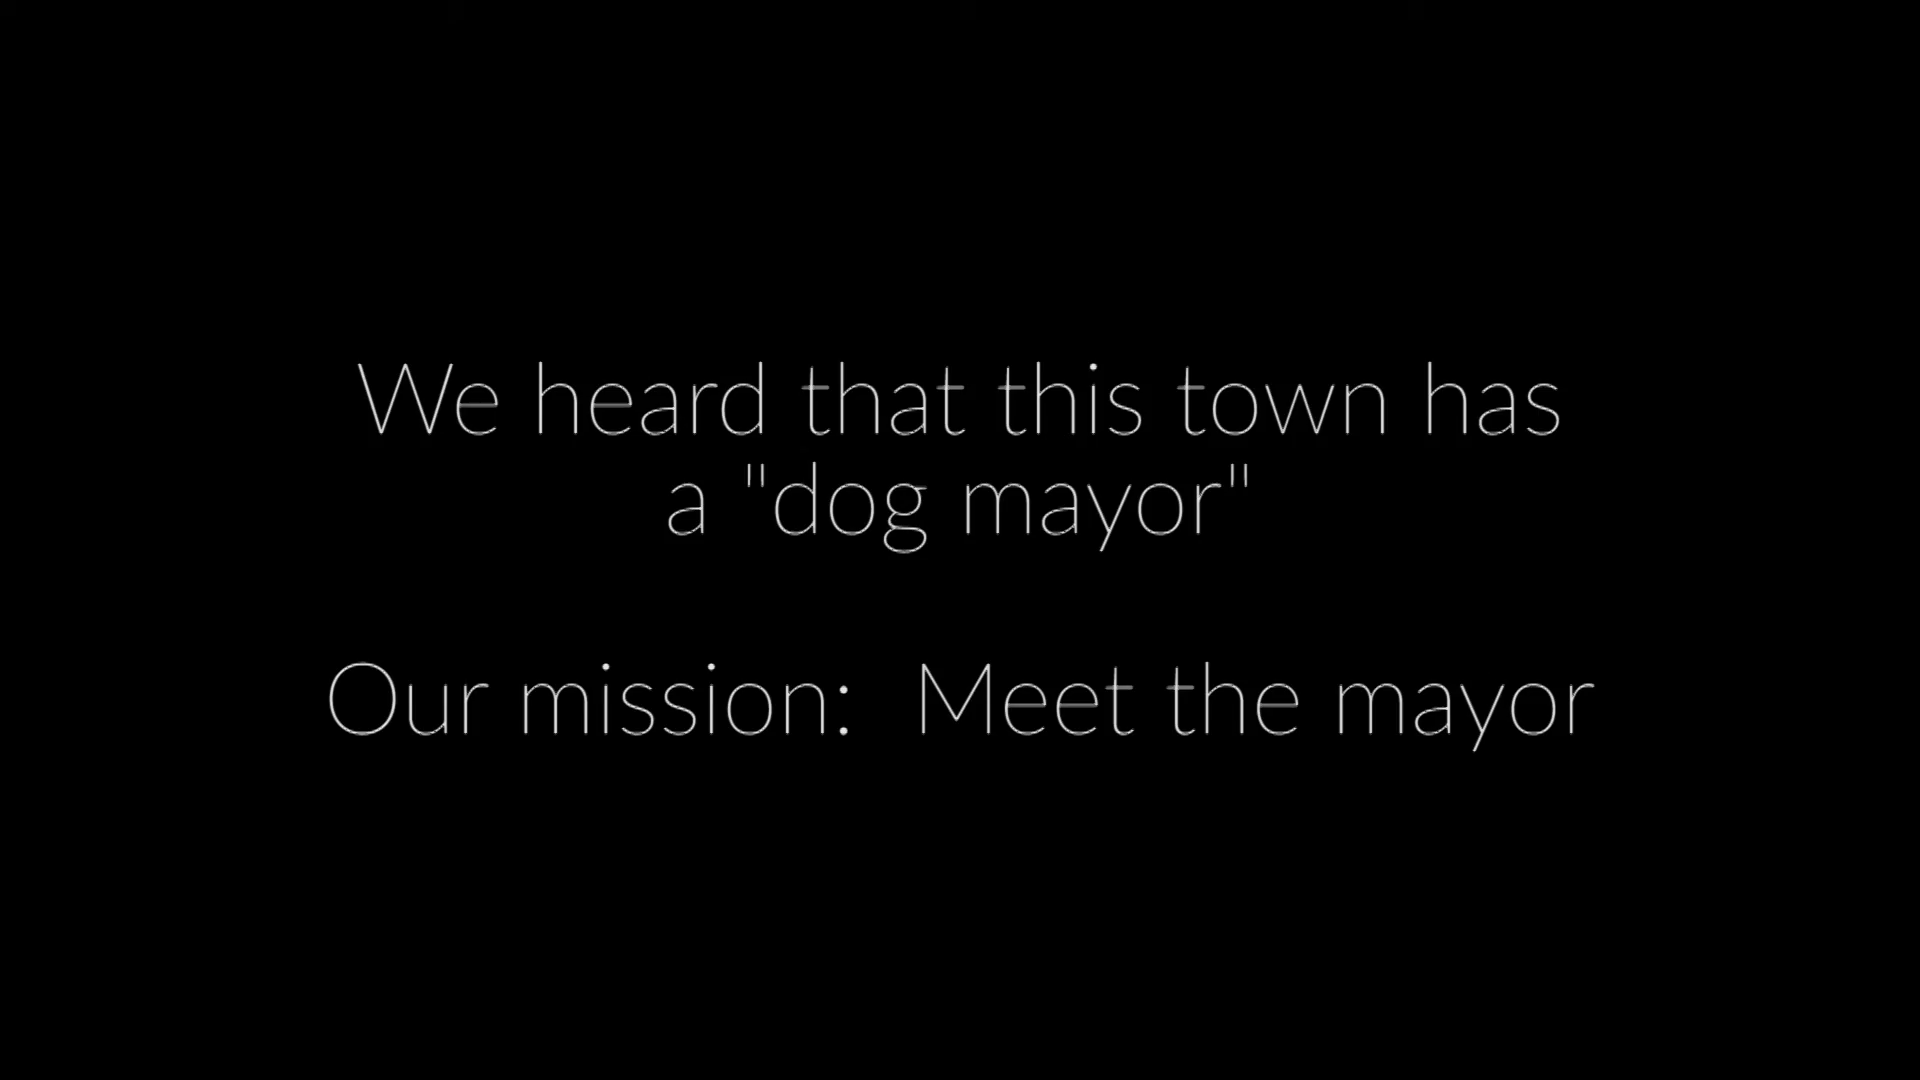 We heard that this town has
a "dog mayor"
Our mission:  Meet the mayor